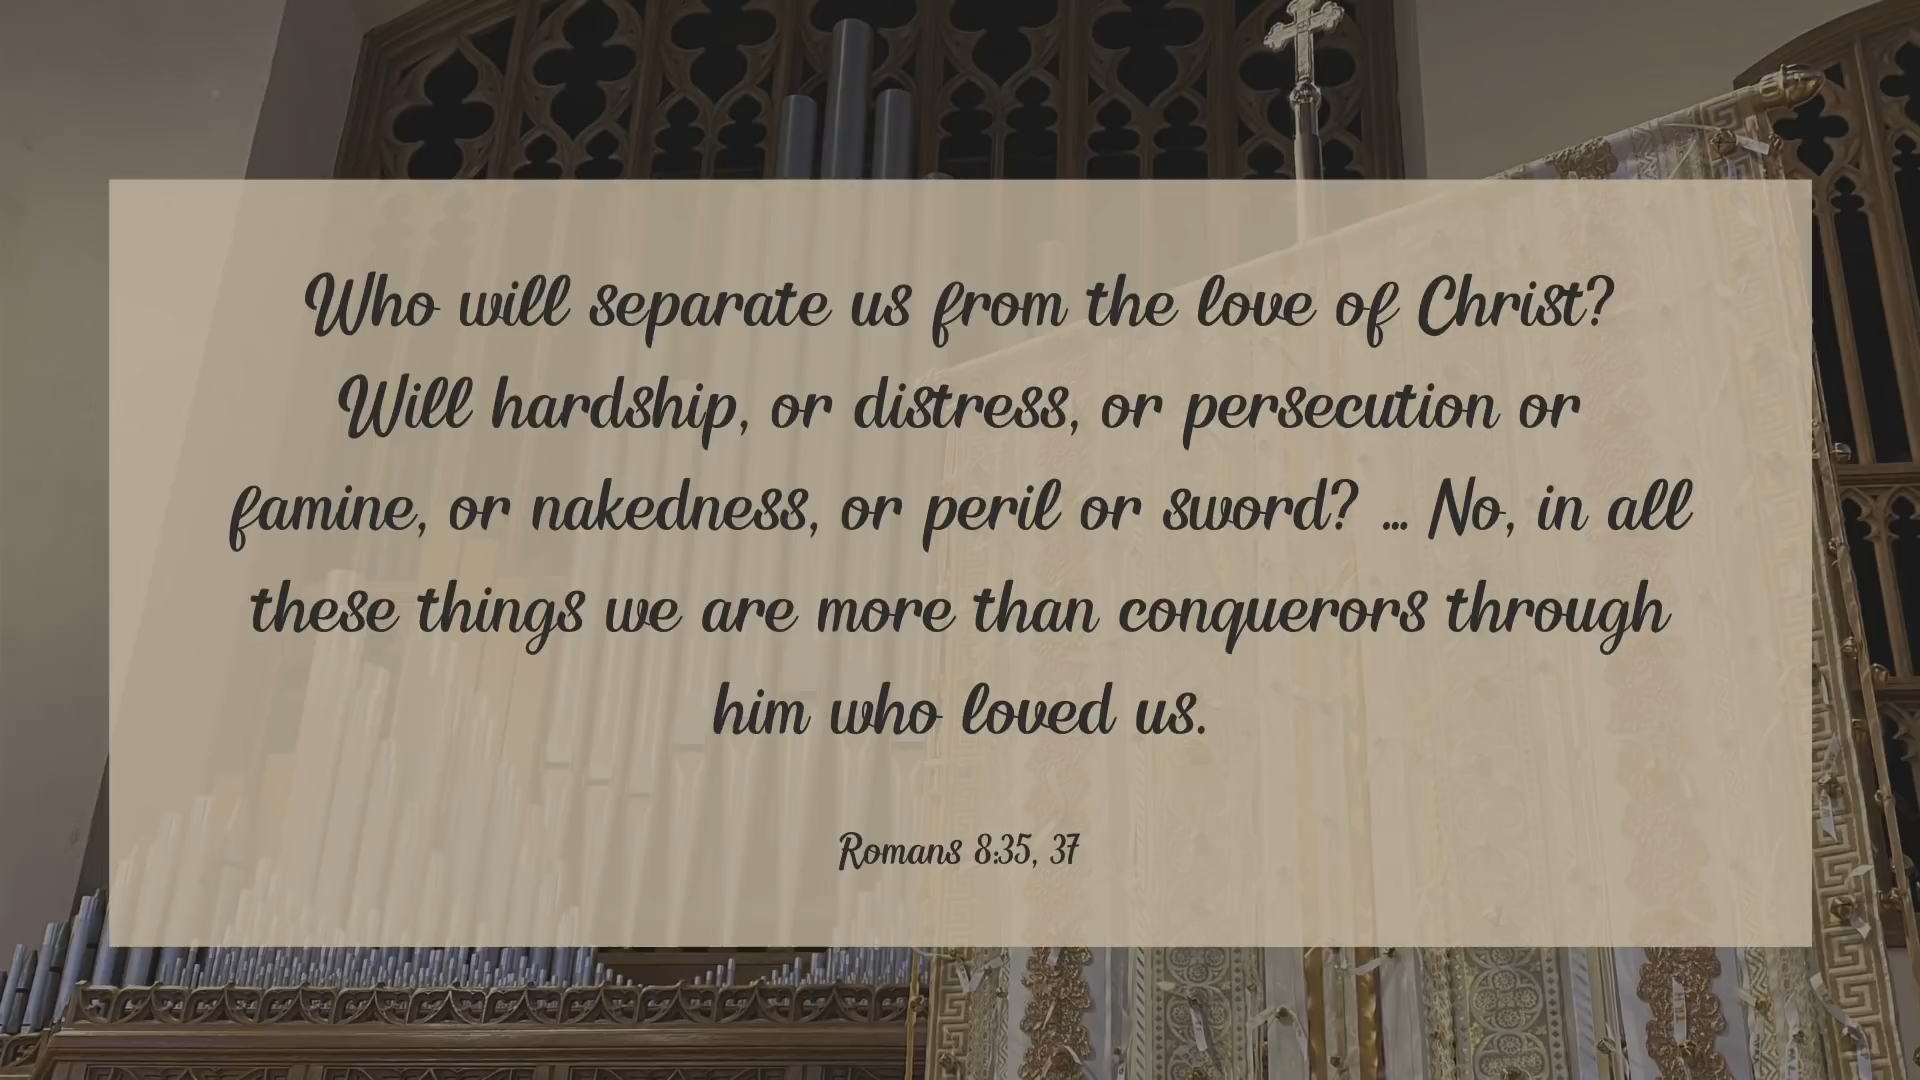 Who will separate us from the love of Christ?
Will hardship, or distress, or persecution or
famine, or nakedness, or peril or sword? ... No, in all
these things we are more than conquerors through
him who loved us.
Romans 8:35, 37